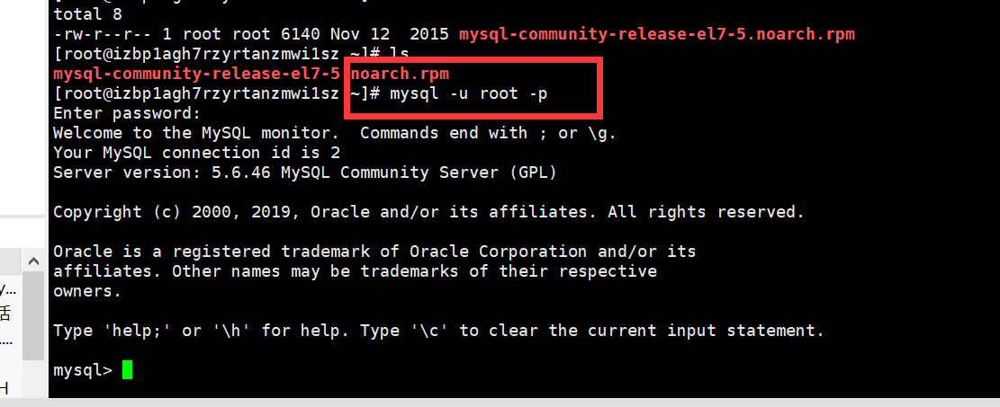 total 8
-rw-r--r-- 1 root root 6140 Nov 12  2015 mysql-community-release-el7-5.noarch.rpm
[root@izbp1agh7rzyrtanzmwi1sz ~]# ls
mysql-community-release-el7-5 noarch.rpm
[root@izbp1agh7rzyrtanzmwi1sz ~]# mysql -u root -p
Enter password:
Welcome to the MySQL monitor.  Commands end with ; or \g.
Your MySQL connection id is 2
Server version: 5.6.46 MySQL Community Server (GPL)
Copyright (c) 2000, 2019, Oracle and/or its affiliates. All rights reserved.
Oracle is a registered trademark of Oracle Corporation and/or its
affiliates. Other names may be trademarks of their respective
owners.
Type 'help;' or '\h' for help. Type '\c' to clear the current input statement.
mysql>
y...
话
....
H